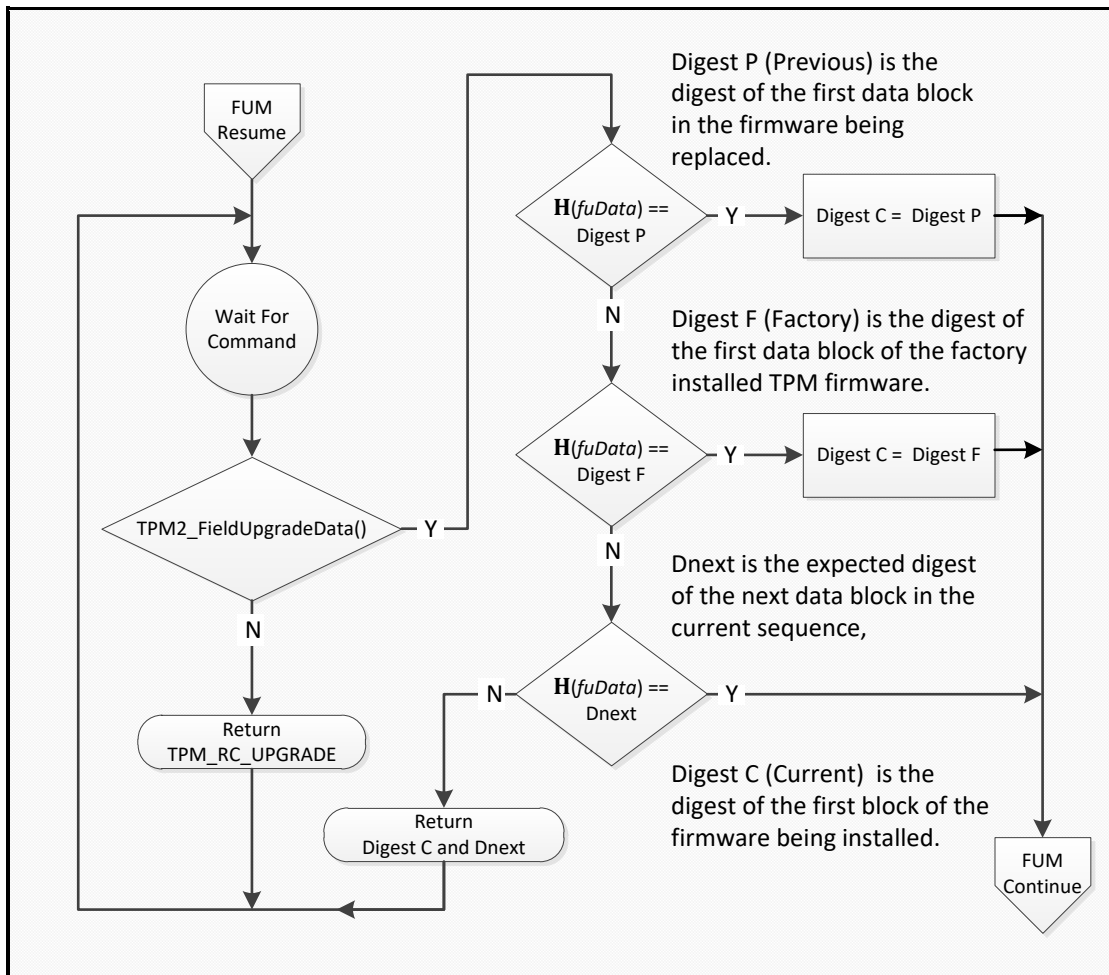 FUM
Resume
Wait For
Command
TPM2_FieldUpgradeData()
Y
N
Return
TPM_RC_UPGRADE
Digest P (Previous) is the
digest of the first data block
in the firmware being
replaced.
H(fuData) ==
Digest P
Y
Digest C = Digest P
N
Digest F (Factory) is the digest of
the first data block of the factory
installed TPM firmware.
H(fuData) ==
Digest F
Y
Digest C = Digest F
N
Dnext is the expected digest
of the next data block in the
current sequence,
H(fuData) ==
Dnext
N
Y
Return
Digest C and Dnext
Digest C (Current) is the
digest of the first block of the
firmware being installed.
FUM
Continue